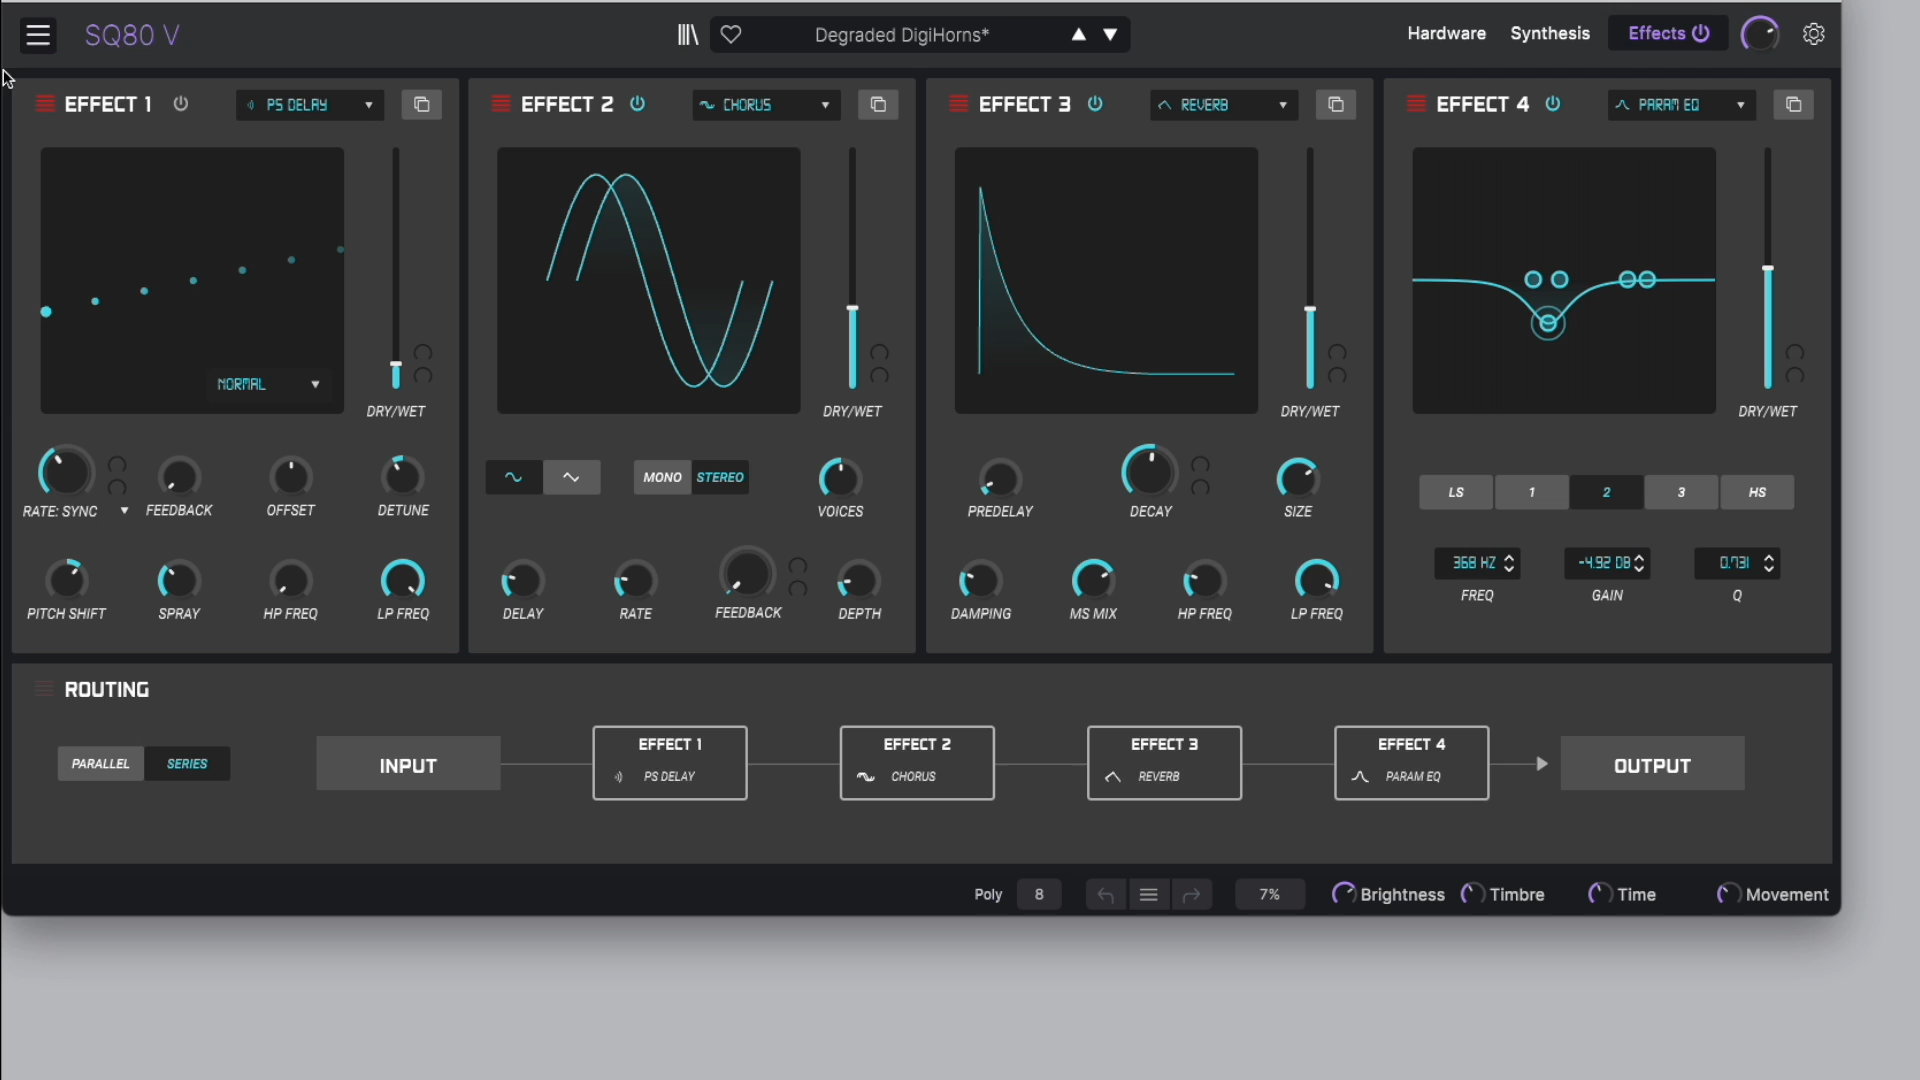 SQ80 V
Degraded DigiHorns*
Hardware Synthesis Effects
EFFECT 1 PS DELAY
EFFECT 2 CHORUS
EFFECT 3 REVERB
EFFECT 4 PARAM EQ
NORMAL
DRY/WET DRY/WET DRY/WET DRY/WET
RATE: SYNC FEEDBACK OFFSET DETUNE
PITCH SHIFT SPRAY HP FREQ LP FREQ
MONO STEREO VOICES
DELAY RATE FEEDBACK DEPTH
PREDELAY DECAY SIZE
DAMPING MS MIX HP FREQ LP FREQ
LS 1 2 3 HS
368 HZ -4.92 DB 0.731
FREQ GAIN Q
ROUTING
PARALLEL SERIES
INPUT
EFFECT 1
PS DELAY
EFFECT 2
CHORUS
EFFECT 3
REVERB
EFFECT 4
PARAM EQ
OUTPUT
Poly 8 7% Brightness Timbre Time Movement